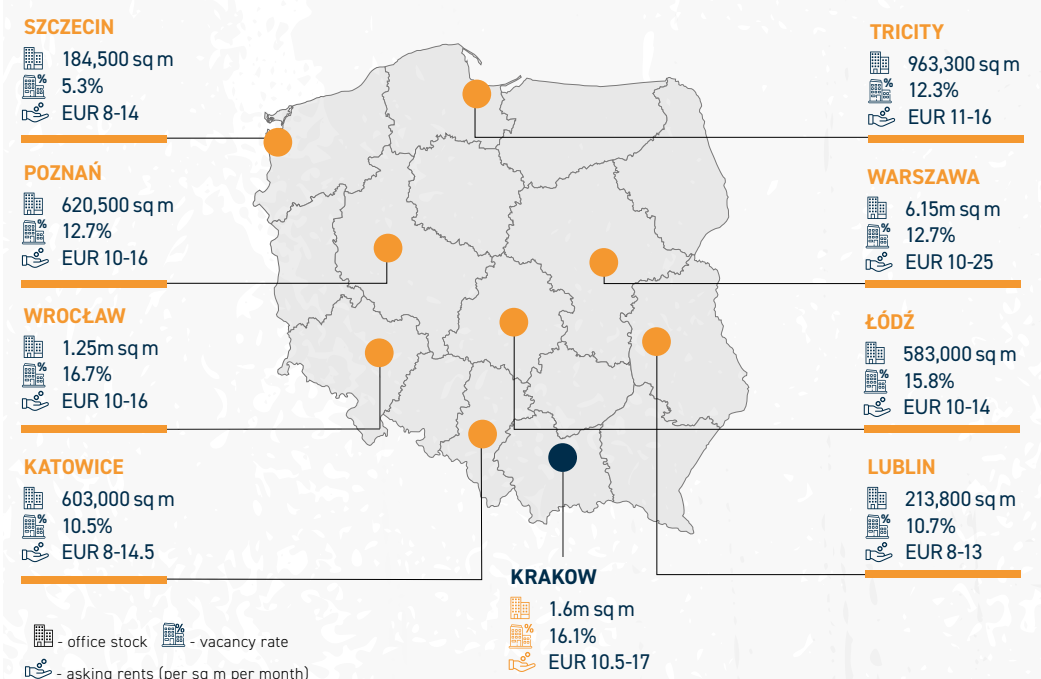 SZCZECIN
184,500 sq m
5.3%
EUR 8-14
POZNAŃ
620,500 sq m
12.7%
EUR 10-16
WROCŁAW
1.25m sq m
16.7%
EUR 10-16
KATOWICE
603,000 sq m
10.5%
EUR 8-14.5
TRICITY
963,300 sq m
12.3%
EUR 11-16
WARSZAWA
6.15m sq m
12.7%
EUR 10-25
ŁÓDŹ
583,000 sq m
15.8%
EUR 10-14
LUBLIN
213,800 sq m
10.7%
EUR 8-13
KRAKOW
1.6m sq m
16.1%
EUR 10.5-17
- office stock % - vacancy rate
- asking rents (per sq m per month)